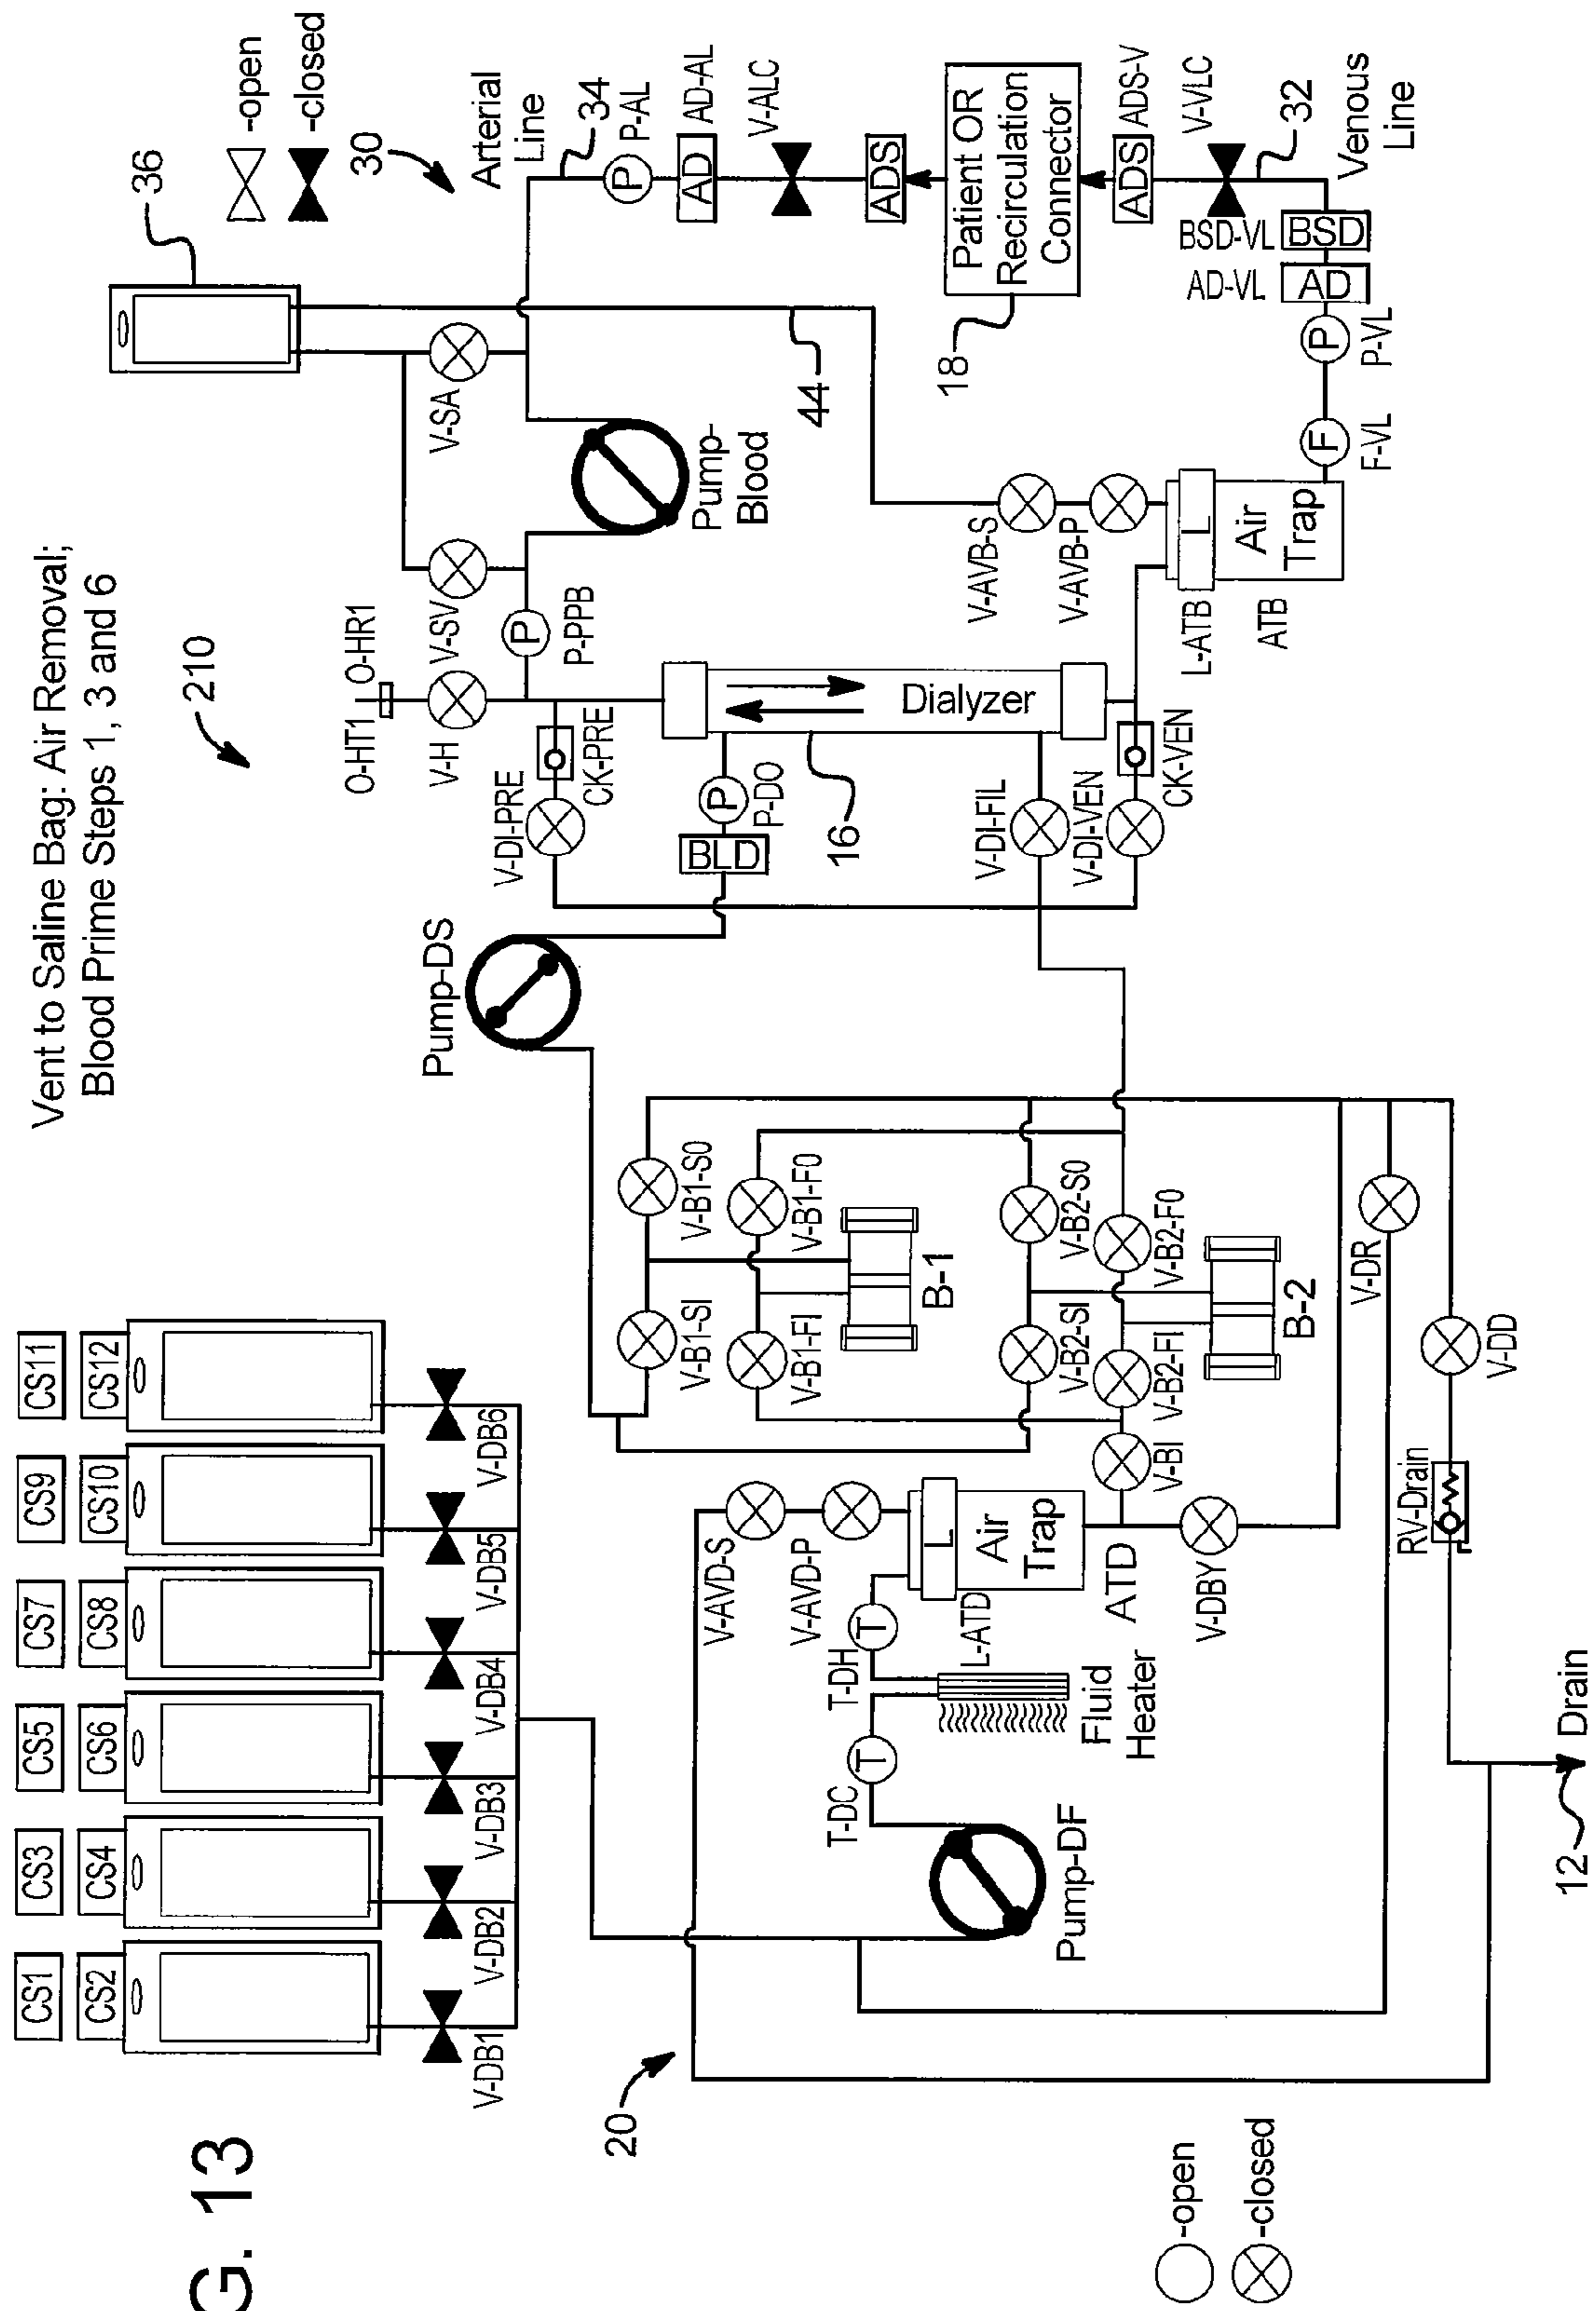 Vent to Saline Bag: Air Removal;
Blood Prime Steps 1, 3 and 6
210
G. 13
36
-open
-closed
30
Arterial
Line
34
P-AL
P
AD
AD-AL
V-ALC
ADS
Patient OR
Recirculation
Connector
18
ADS
ADS-V
V-VLC
32
Venous
Line
BSD-VL
BSD
AD-VL
AD
P
P-VL
F
F-VL
44
V-SA
Pump-
Blood
V-SV
P
P-PPB
O-HT1
O-HR1
V-H
V-DI-PRE
CK-PRE
Dialyzer
16
P
P-DO
BLD
V-DI-FIL
V-DI-VEN
CK-VEN
V-AVB-S
V-AVB-P
L
L-ATB
Air
Trap
ATB
Pump-DS
V-B1-S0
V-B1-SI
V-B1-F0
V-B1-FI
B-1
V-B2-S0
V-B2-SI
V-B2-F0
V-B2-FI
B-2
V-DR
V-DD
V-BI
V-DBY
RV-Drain
Drain
12
CS1
CS2
CS3
CS4
CS5
CS6
CS7
CS8
CS9
CS10
CS11
CS12
V-DB1
V-DB2
V-DB3
V-DB4
V-DB5
V-DB6
V-AVD-S
V-AVD-P
L
L-ATD
Air
Trap
ATD
T
T-DH
Fluid
Heater
T
T-DC
Pump-DF
20
-open
-closed